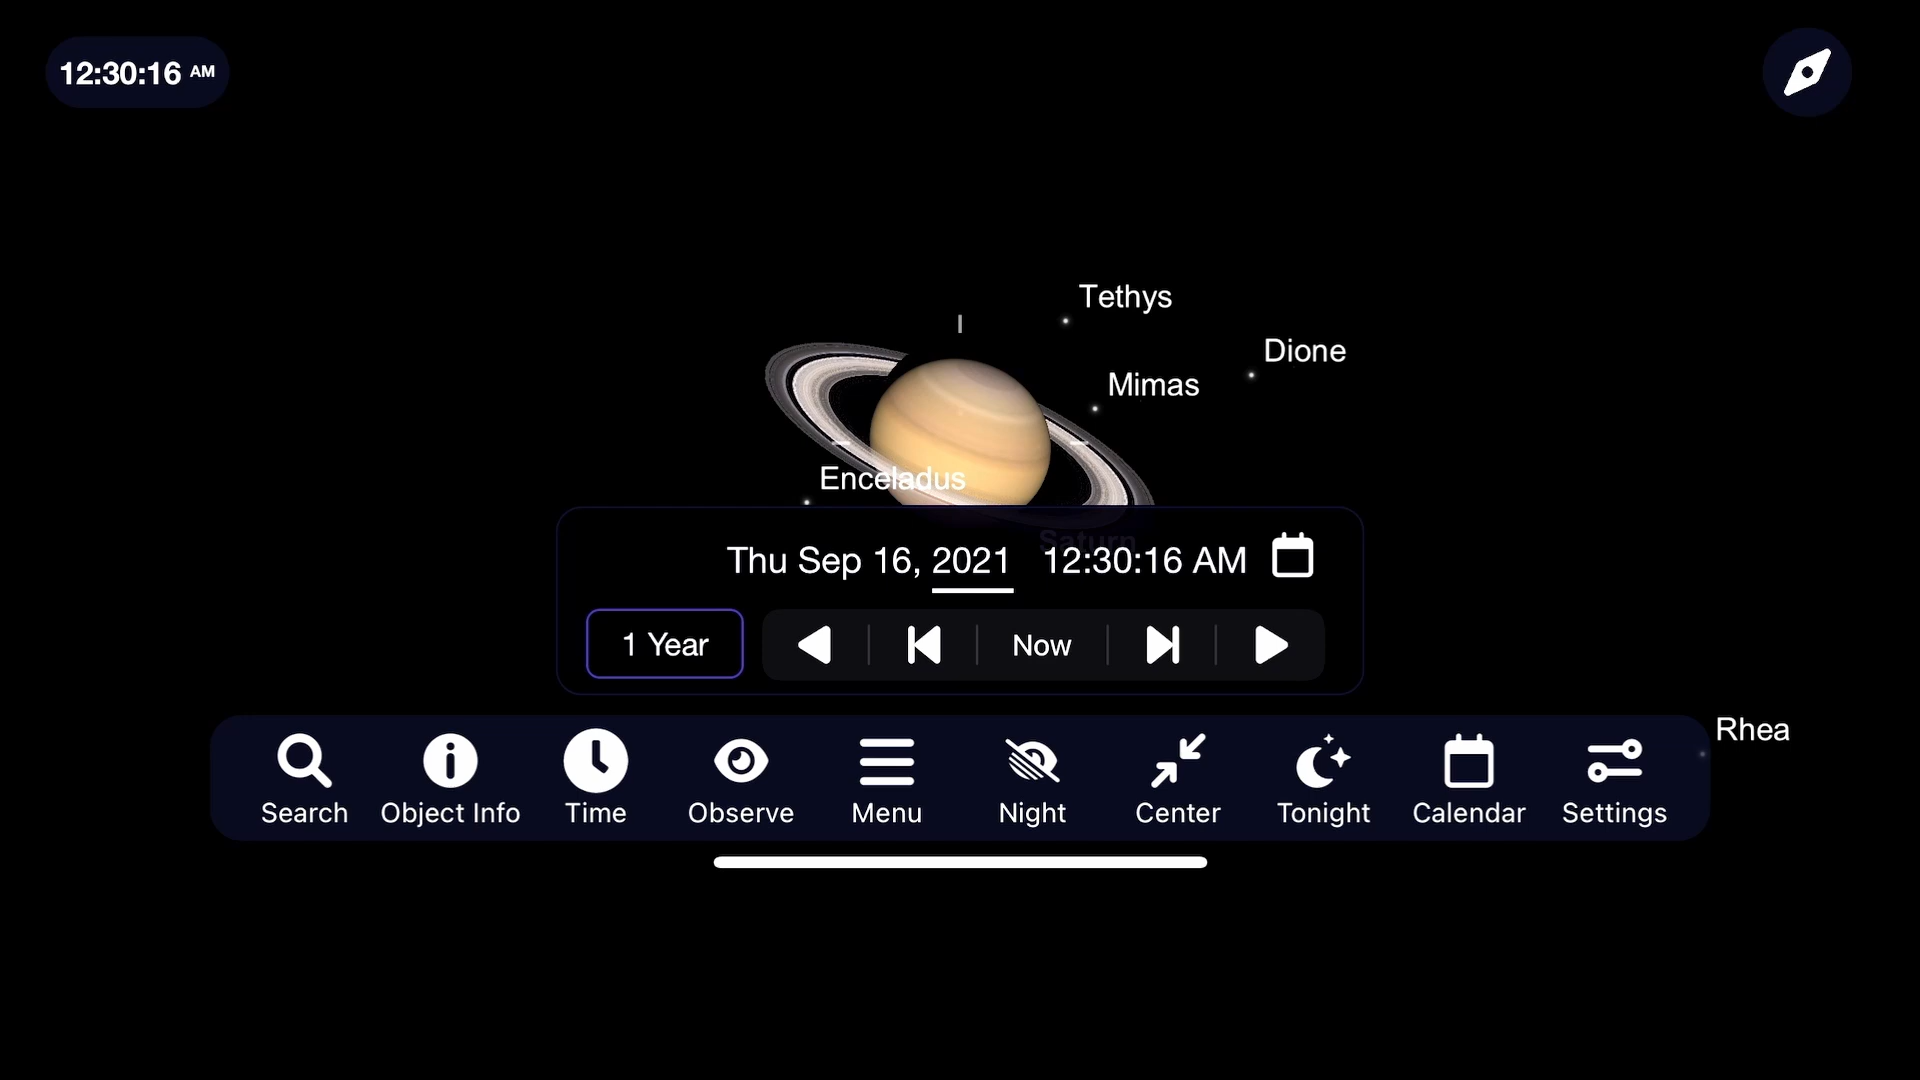 12:30:16 AM
Tethys
Dione
Mimas
Enceladus
Saturn
Thu Sep 16, 2021 12:30:16 AM
1 Year
Now
Rhea
Search Object Info Time Observe Menu Night Center Tonight Calendar Settings